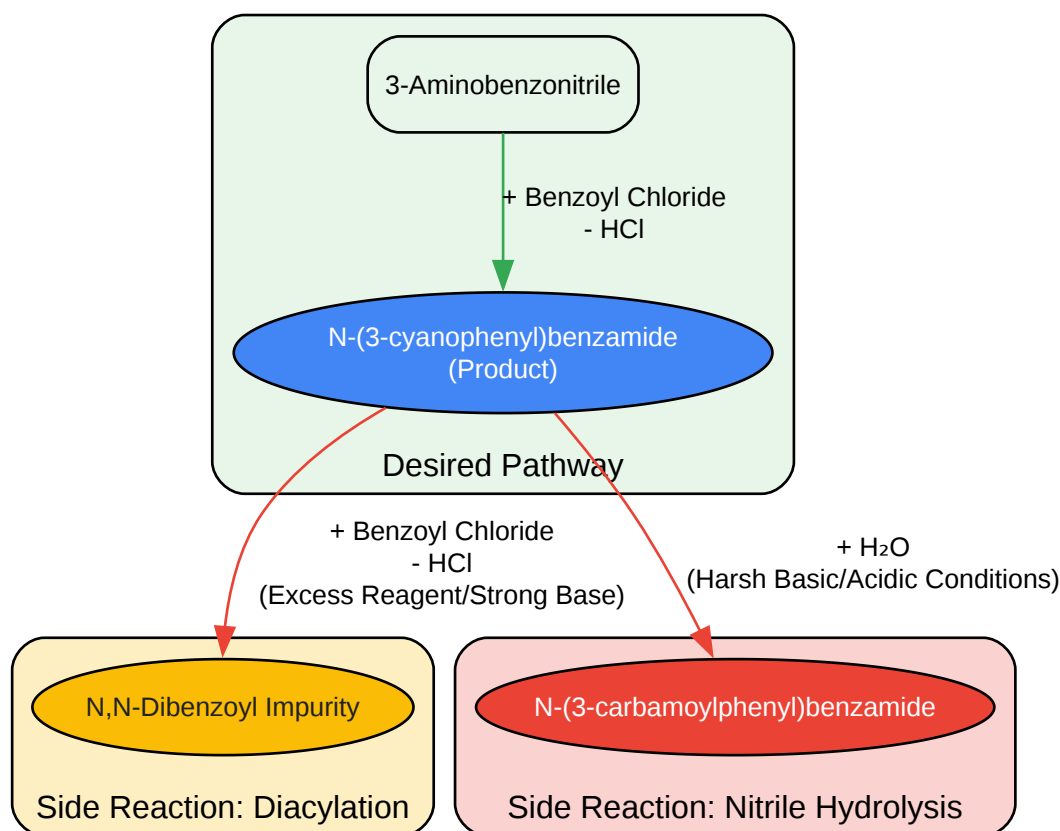 3-Aminobenzonitrile
+ Benzoyl Chloride
- HCl
N-(3-cyanophenyl)benzamide
(Product)
Desired Pathway
+ Benzoyl Chloride
- HCl
(Excess Reagent/Strong Base)
+ H₂O
(Harsh Basic/Acidic Conditions)
N,N-Dibenzoyl Impurity
Side Reaction: Diacylation
N-(3-carbamoylphenyl)benzamide
Side Reaction: Nitrile Hydrolysis